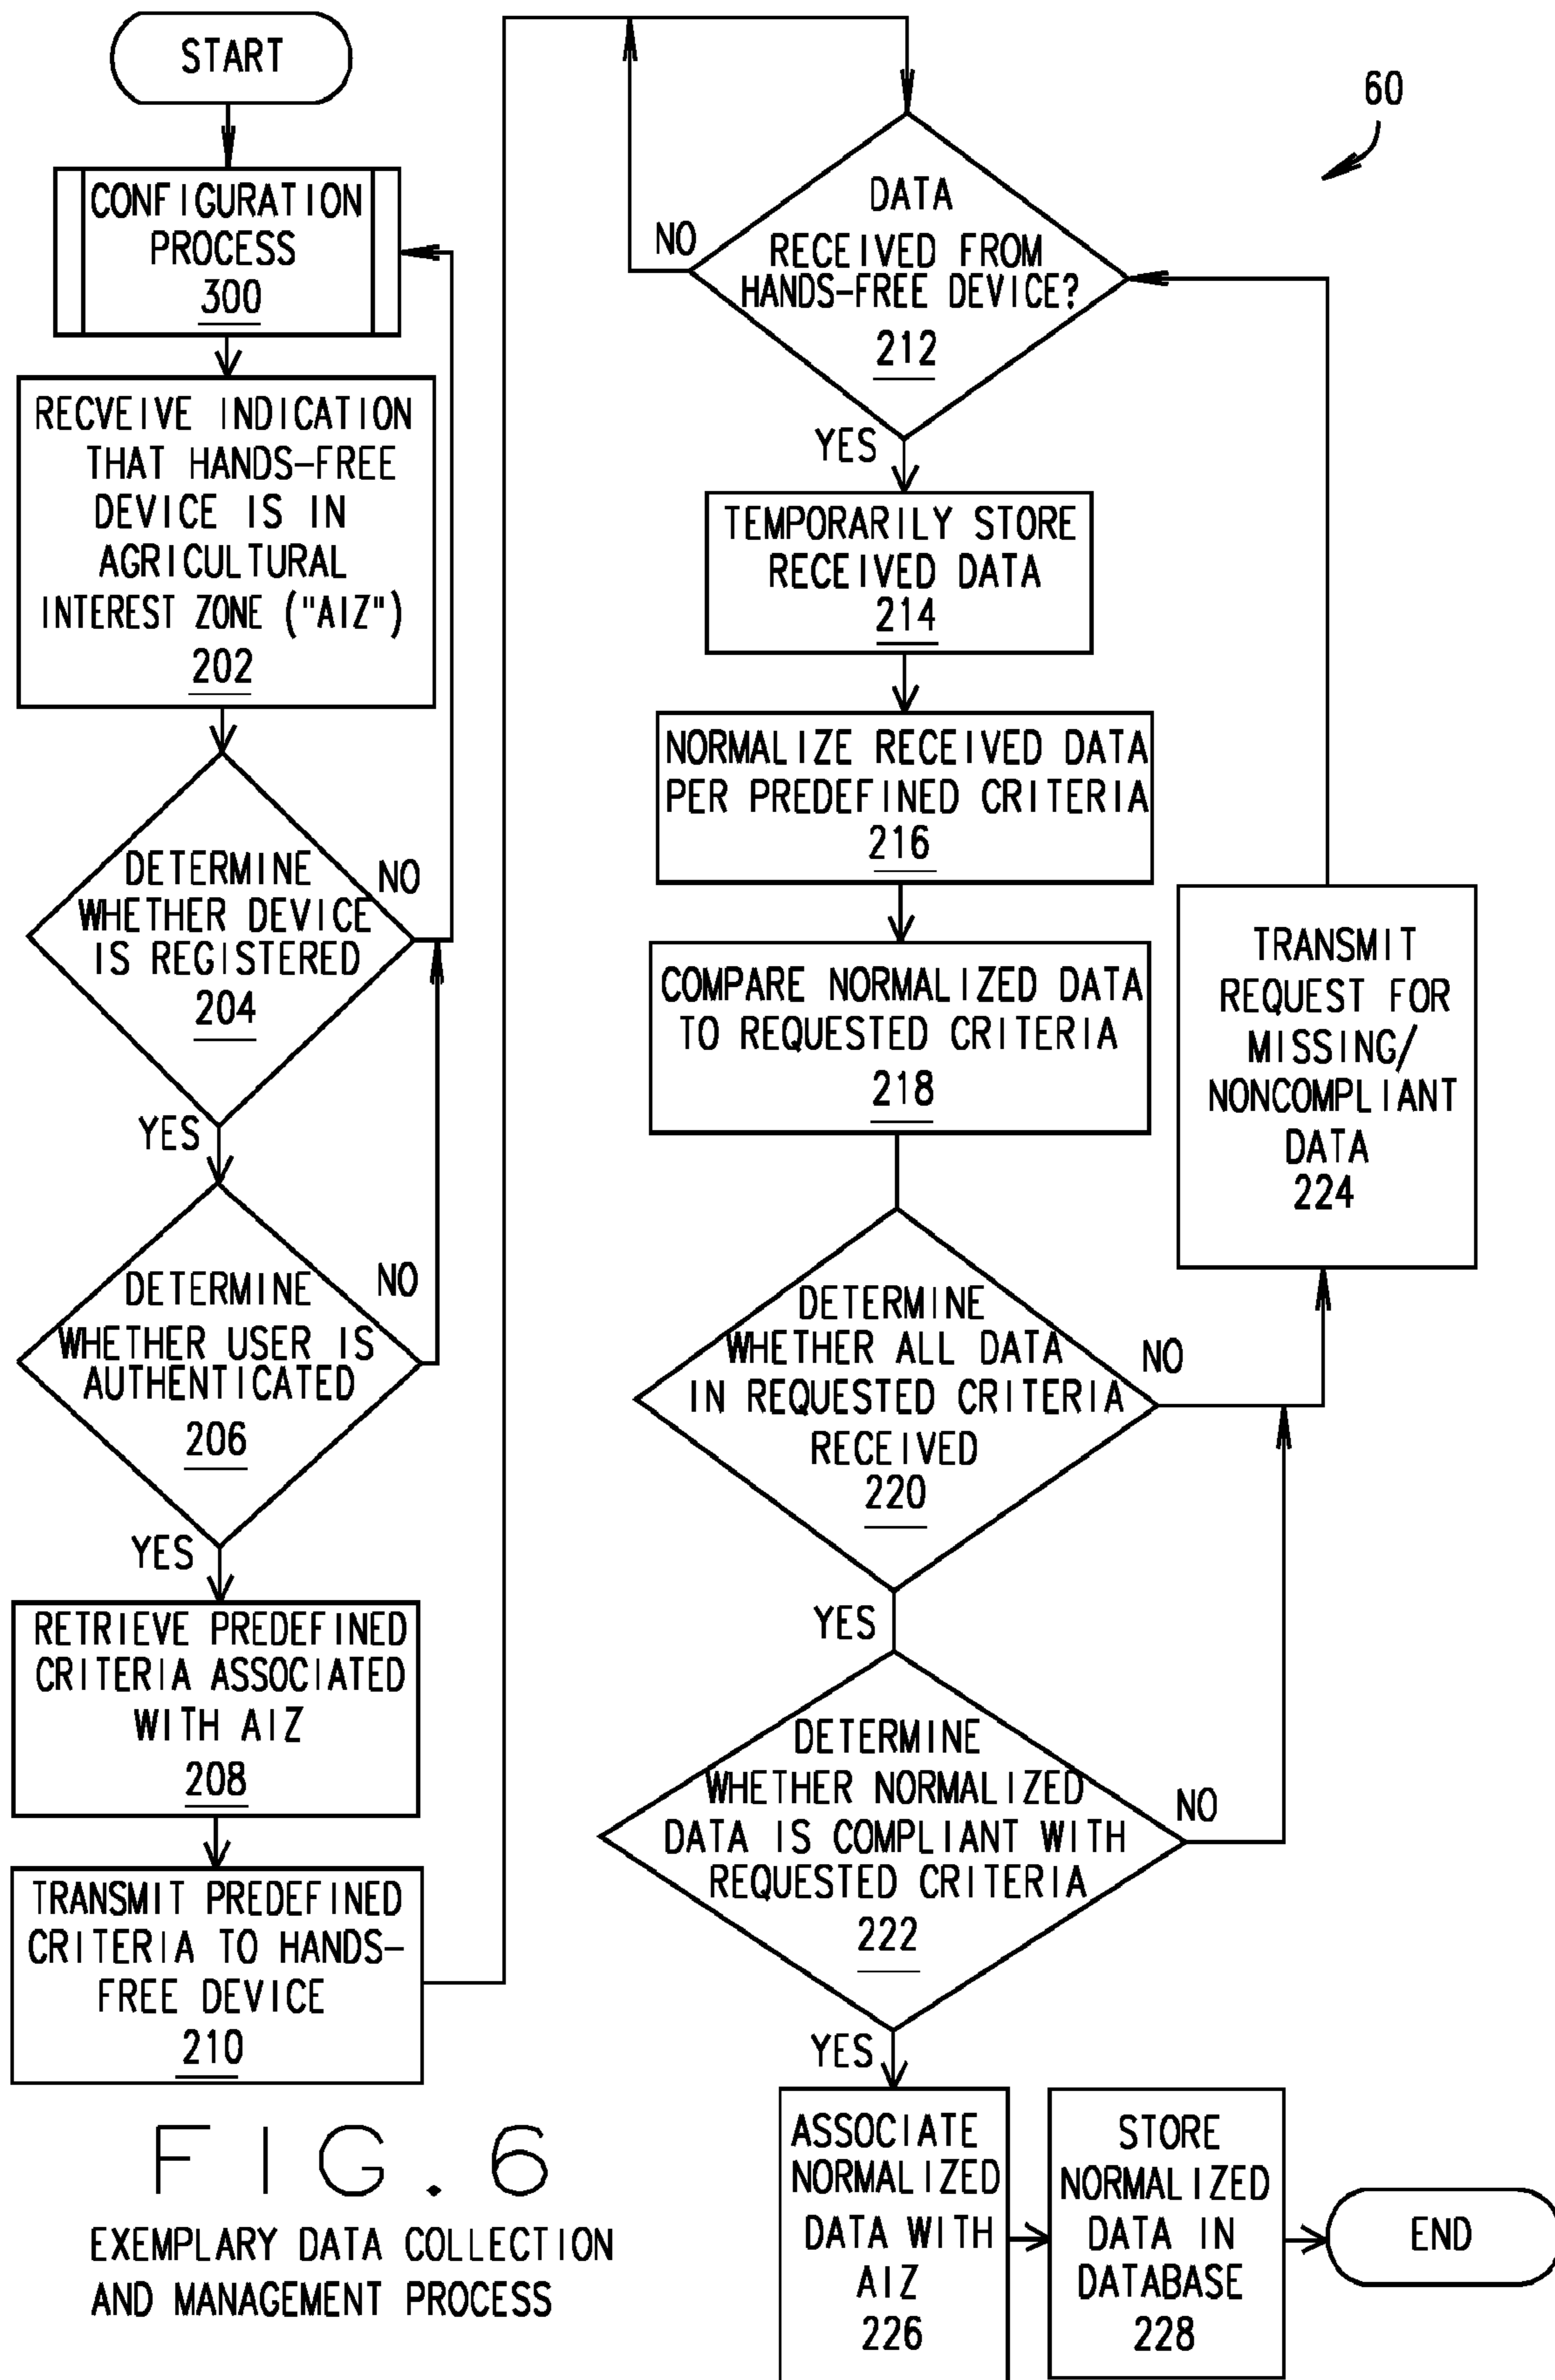 START
CONFIGURATION
PROCESS
300
RECVEIVE INDICATION
THAT HANDS-FREE
DEVICE IS IN
AGRICULTURAL
INTEREST ZONE ("AIZ")
202
DETERMINE
WHETHER DEVICE
IS REGISTERED
204
NO
YES
DETERMINE
WHETHER USER IS
AUTHENTICATED
206
NO
YES
RETRIEVE PREDEFINED
CRITERIA ASSOCIATED
WITH AIZ
208
TRANSMIT PREDEFINED
CRITERIA TO HANDS-
FREE DEVICE
210
60
DATA
RECEIVED FROM
HANDS-FREE DEVICE?
212
NO
YES
TEMPORARILY STORE
RECEIVED DATA
214
NORMALIZE RECEIVED DATA
PER PREDEFINED CRITERIA
216
COMPARE NORMALIZED DATA
TO REQUESTED CRITERIA
218
DETERMINE
WHETHER ALL DATA
IN REQUESTED CRITERIA
RECEIVED
220
NO
YES
TRANSMIT
REQUEST FOR
MISSING/
NONCOMPLIANT
DATA
224
DETERMINE
WHETHER NORMALIZED
DATA IS COMPLIANT WITH
REQUESTED CRITERIA
222
NO
YES
ASSOCIATE
NORMALIZED
DATA WITH
AIZ
226
STORE
NORMALIZED
DATA IN
DATABASE
228
END
FIG.6
EXEMPLARY DATA COLLECTION
AND MANAGEMENT PROCESS